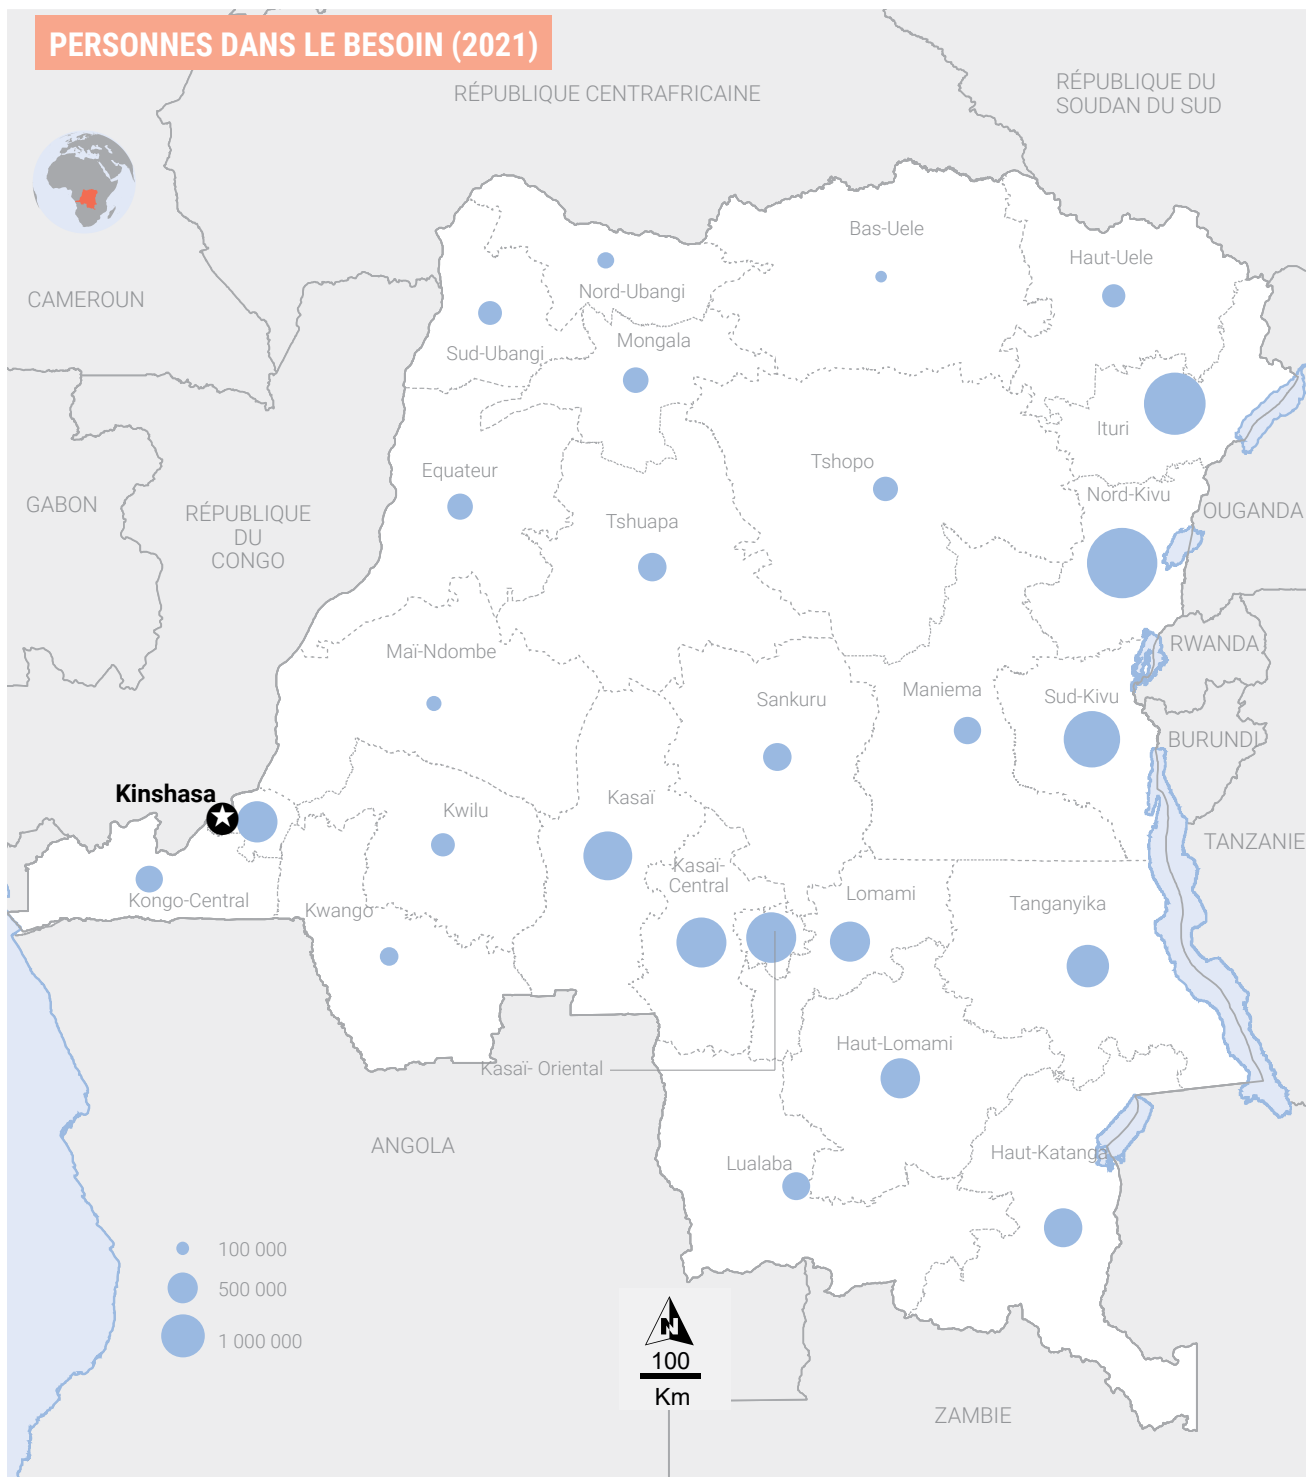 PERSONNES DANS LE BESOIN (2021)
RÉPUBLIQUE CENTRAFRICAINE
RÉPUBLIQUE DU
SOUDAN DU SUD
Bas-Uele
Haut-Uele
Nord-Ubangi
CAMEROUN
Mongala
Sud-Ubangi
Ituri
Tshopo
Equateur
Nord-Kivu
GABON
RÉPUBLIQUE
DU
CONGO
OUGANDA
Tshuapa
Maï-Ndombe
RWANDA
Maniema
Sud-Kivu
Sankuru
BURUNDI
Kinshasa
Kasaï
Kwilu
TANZANIE
Kasaï-
Central
Lomami
Kongo-Central
Kwango
Tanganyika
Haut-Lomami
Kasaï- Oriental
ANGOLA
Haut-Katanga
Lualaba
100 000
500 000
1 000 000
N
100
Km
ZAMBIE